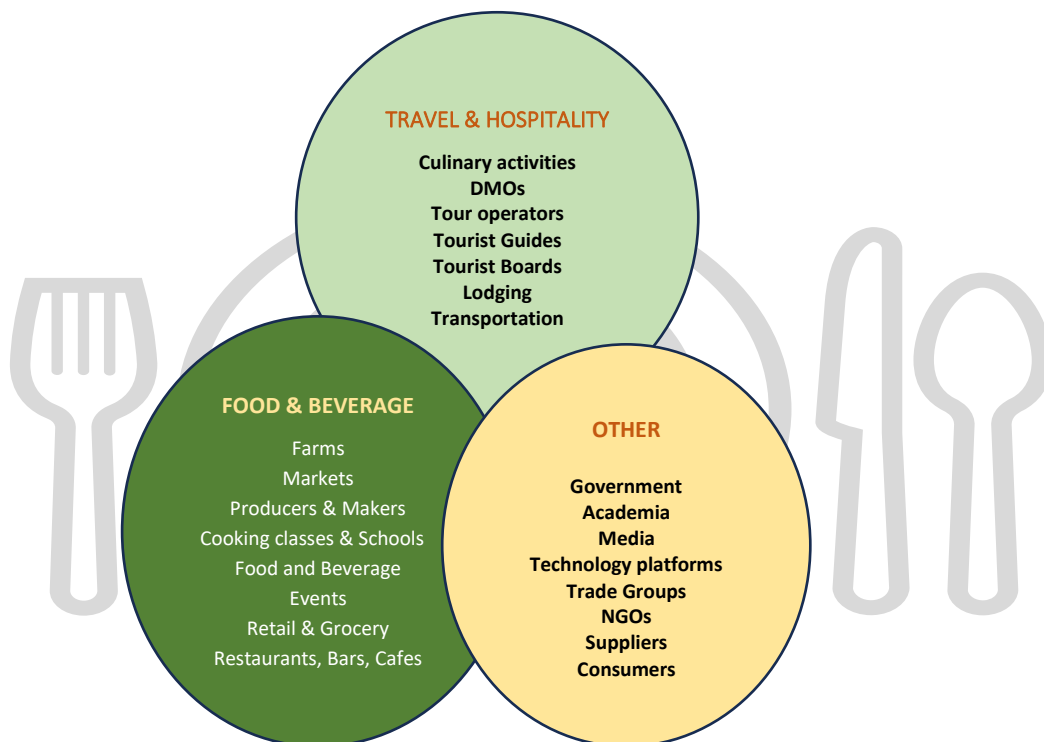 TRAVEL & HOSPITALITY
Culinary activities
DMOs
Tour operators
Tourist Guides
Tourist Boards
Lodging
Transportation
FOOD & BEVERAGE
Farms
Markets
Producers & Makers
Cooking classes & Schools
Food and Beverage
Events
Retail & Grocery
Restaurants, Bars, Cafes
OTHER
Government
Academia
Media
Technology platforms
Trade Groups
NGOs
Suppliers
Consumers